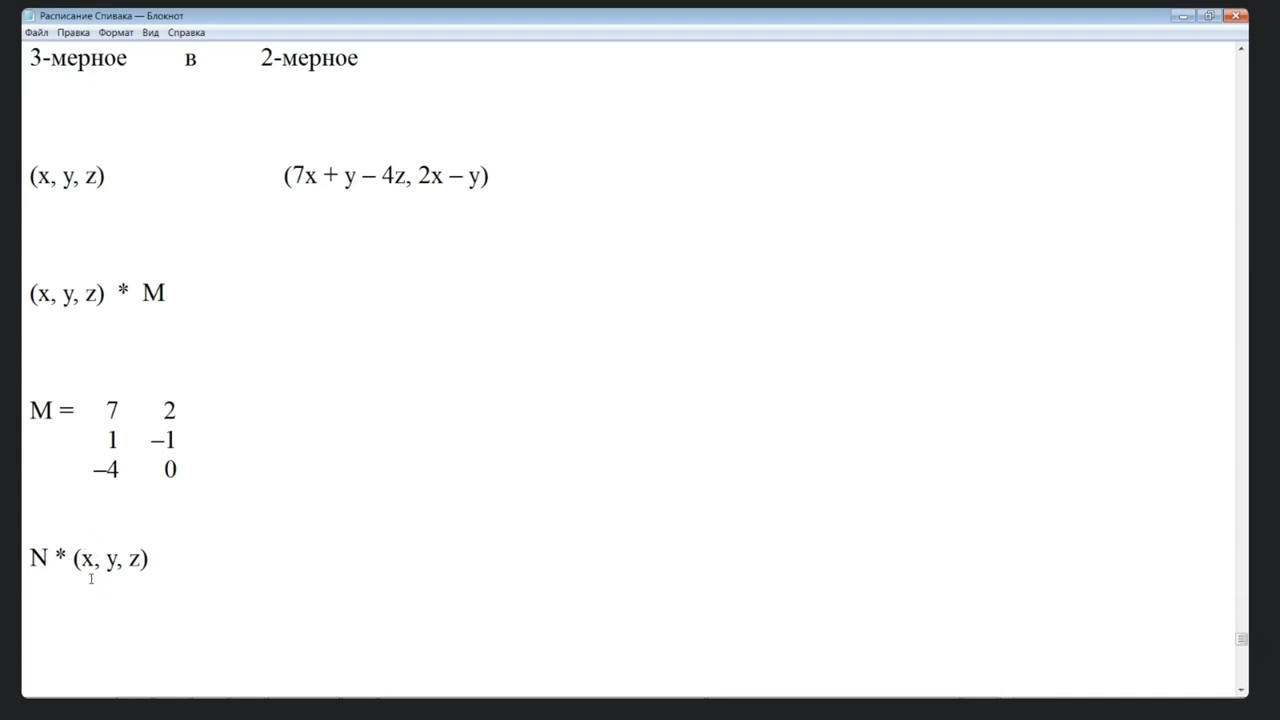 Расписание Спивака — Блокнот
Файл Правка Формат Вид Справка
3-мерное в 2-мерное
(x, y, z) (7x + y – 4z, 2x – y)
(x, y, z) * M
M = 7 2
1 –1
–4 0
N * (x, y, z)